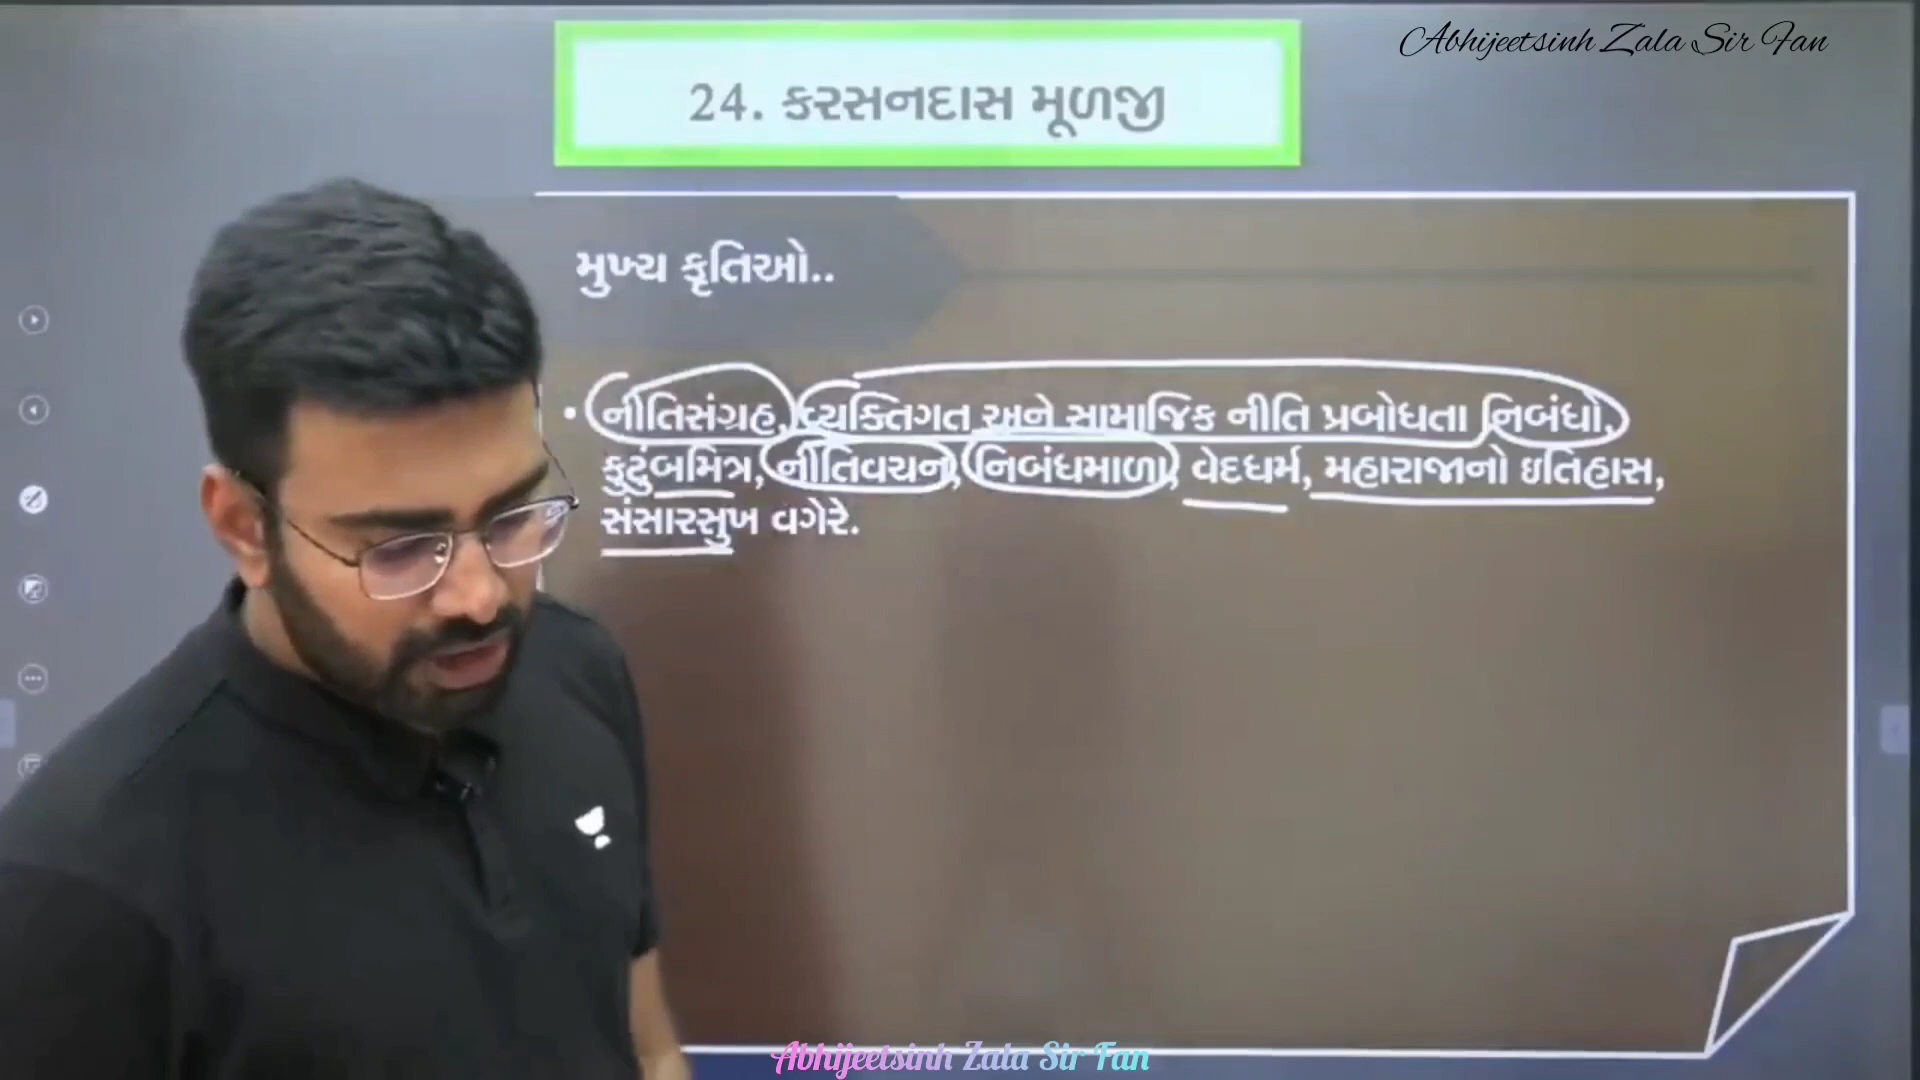 Abhijeetsinh Zala Sir Fan
24. કરસનદાસ મૂળજી
મુખ્ય કૃતિઓ..
• નીતિસંગ્રહ, વ્યક્તિગત અને સામાજિક નીતિ પ્રબોધતા નિબંધો,
કુટુંબમિત્ર, નીતિવચન, નિબંધમાળા, વેદધર્મ, મહારાજાનો ઇતિહાસ,
સંસારસુખ વગેરે.
Abhijeetsinh Zala Sir Fan